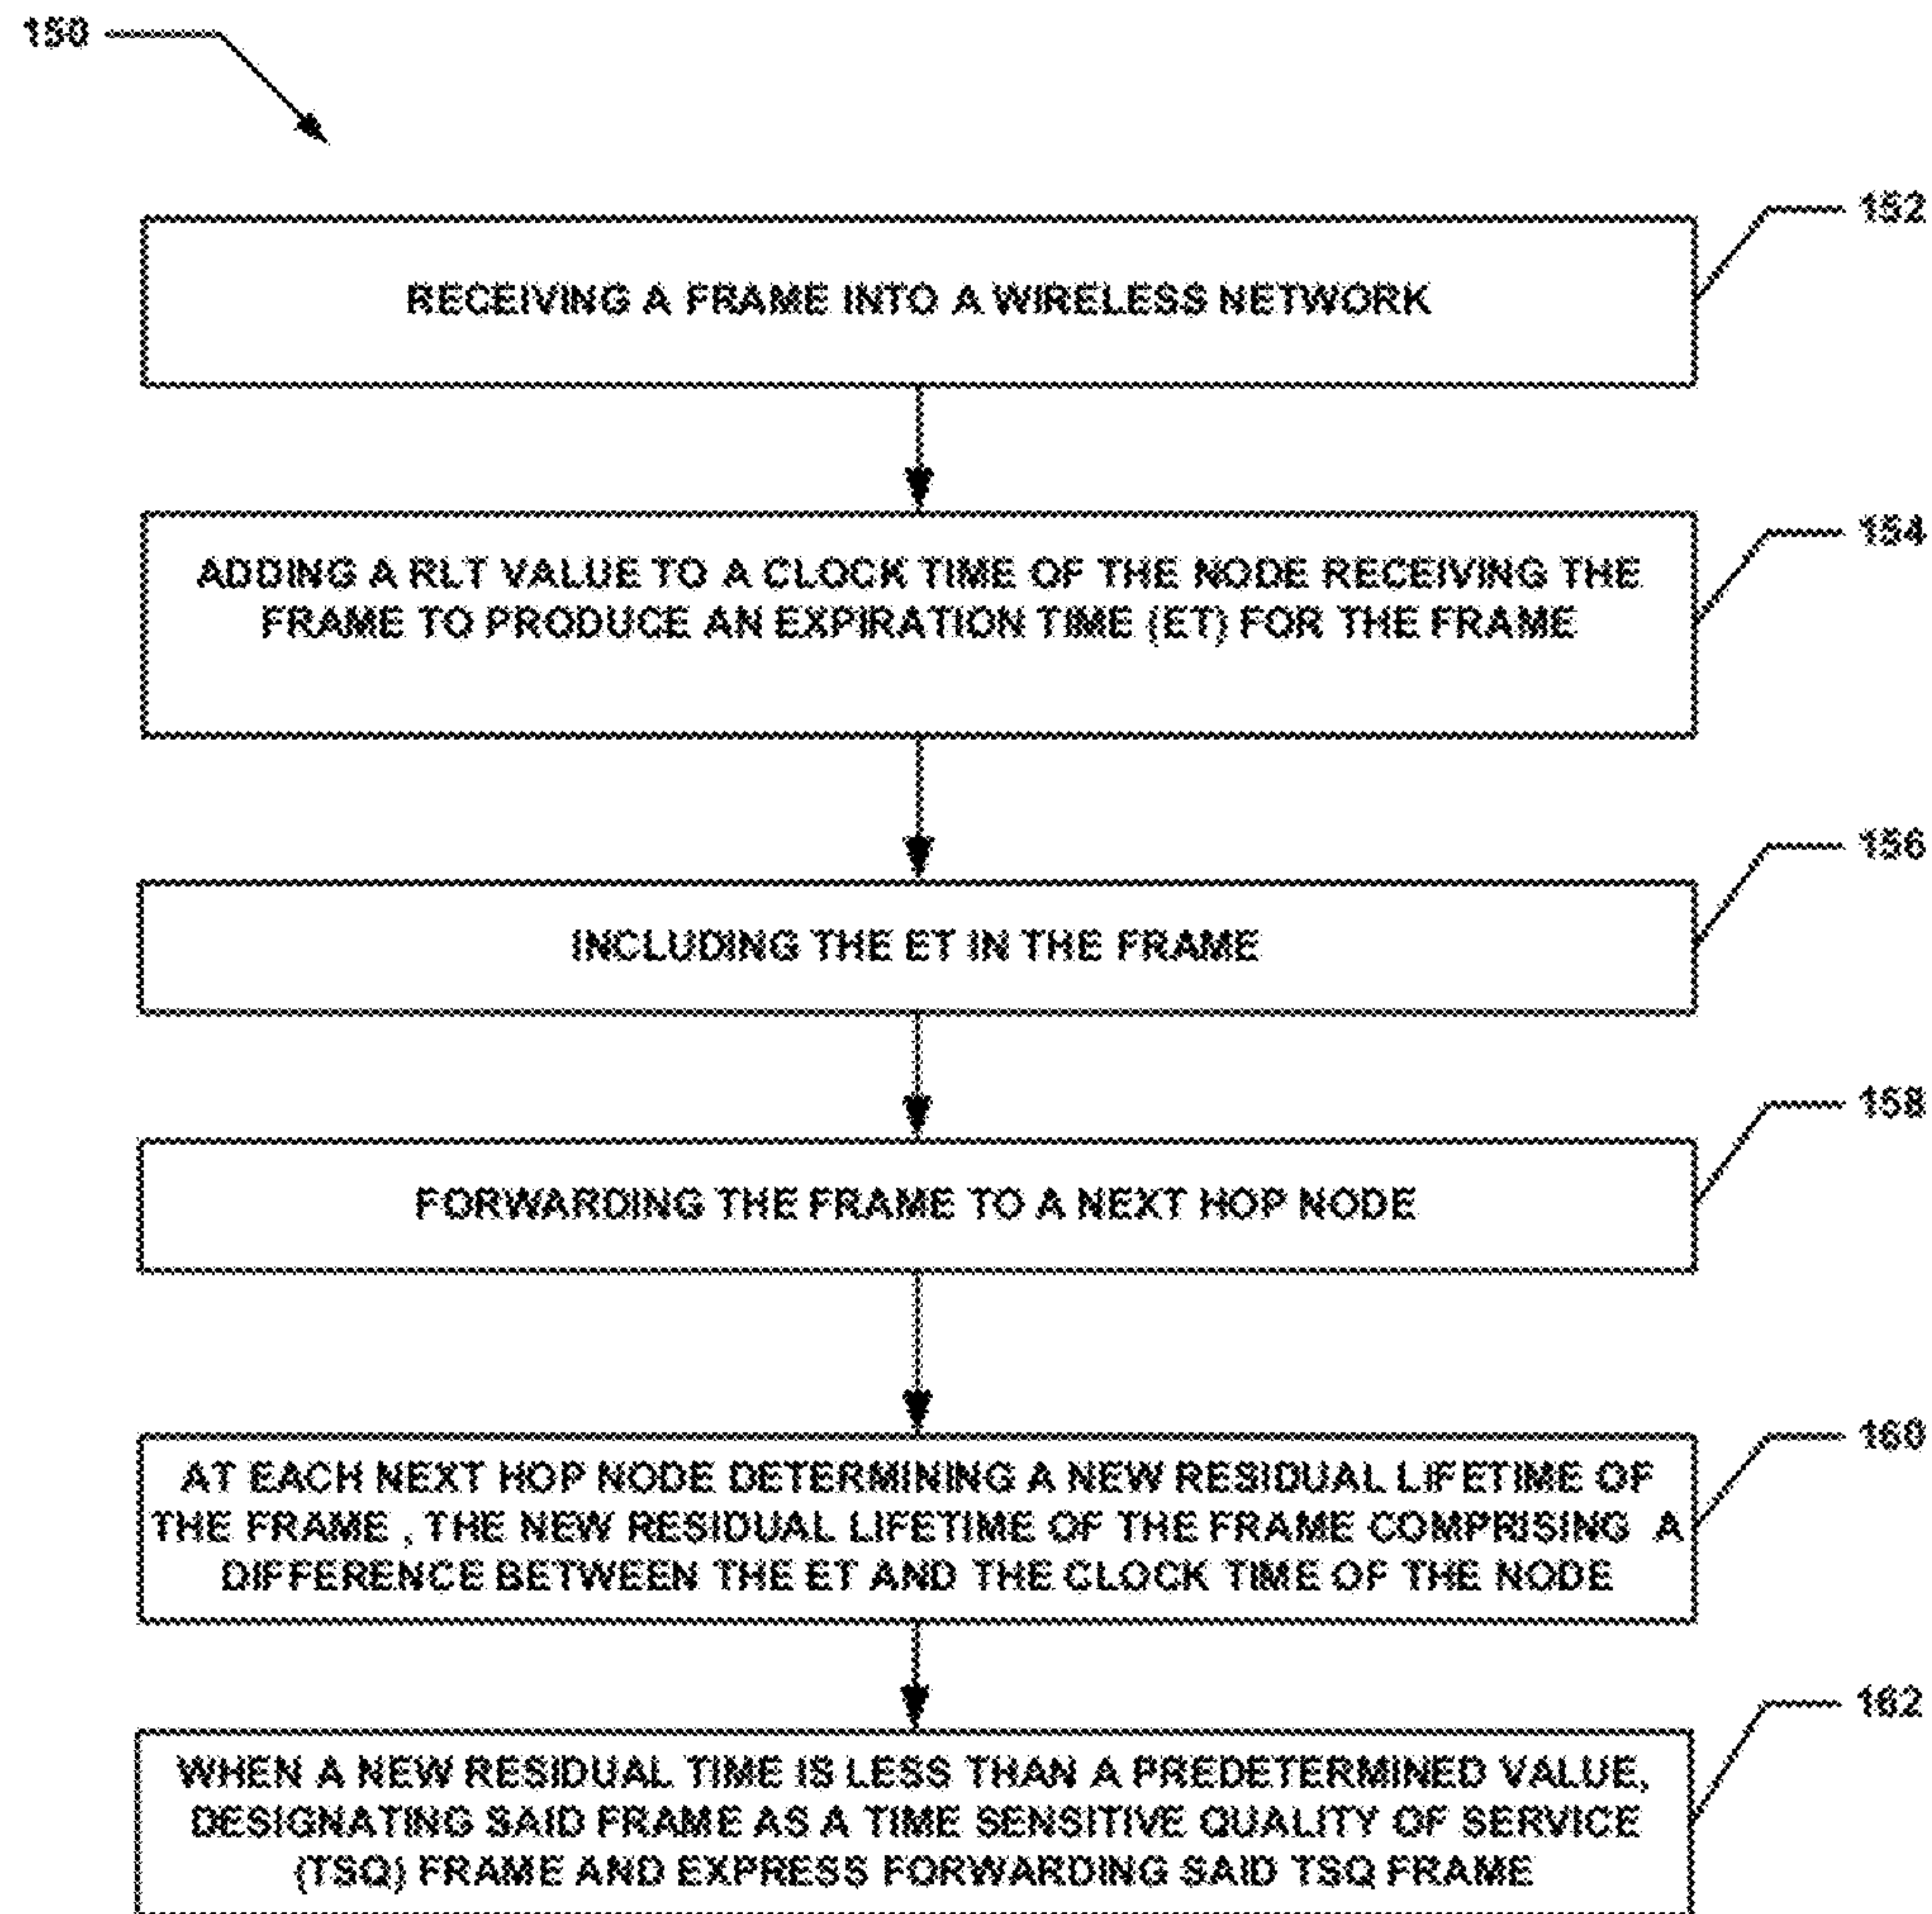 150
152
RECEIVING A FRAME INTO A WIRELESS NETWORK
154
ADDING A RLT VALUE TO A CLOCK TIME OF THE NODE RECEIVING THE
FRAME TO PRODUCE AN EXPIRATION TIME (ET) FOR THE FRAME
156
INCLUDING THE ET IN THE FRAME
158
FORWARDING THE FRAME TO A NEXT HOP NODE
160
AT EACH NEXT HOP NODE DETERMINING A NEW RESIDUAL LIFETIME OF
THE FRAME , THE NEW RESIDUAL LIFETIME OF THE FRAME COMPRISING A
DIFFERENCE BETWEEN THE ET AND THE CLOCK TIME OF THE NODE
162
WHEN A NEW RESIDUAL TIME IS LESS THAN A PREDETERMINED VALUE,
DESIGNATING SAID FRAME AS A TIME SENSITIVE QUALITY OF SERVICE
(TSQ) FRAME AND EXPRESS FORWARDING SAID TSQ FRAME